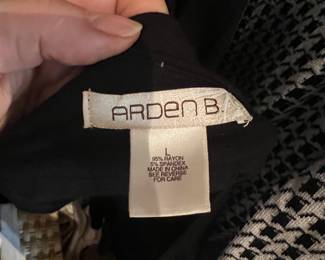 ARDEN B.
L
95% RAYON
5% SPANDEX
MADE IN CHINA
SEE REVERSE
FOR CARE